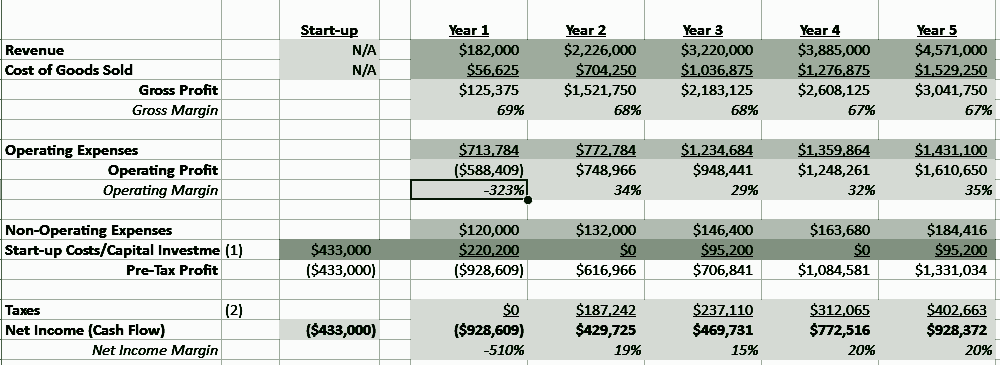 Start-up Year 1 Year 2 Year 3 Year 4 Year 5
Revenue N/A $182,000 $2,226,000 $3,220,000 $3,885,000 $4,571,000
Cost of Goods Sold N/A $56,625 $704,250 $1,036,875 $1,276,875 $1,529,250
Gross Profit $125,375 $1,521,750 $2,183,125 $2,608,125 $3,041,750
Gross Margin 69% 68% 68% 67% 67%
Operating Expenses $713,784 $772,784 $1,234,684 $1,359,864 $1,431,100
Operating Profit ($588,409) $748,966 $948,441 $1,248,261 $1,610,650
Operating Margin -323% 34% 29% 32% 35%
Non-Operating Expenses $120,000 $132,000 $146,400 $163,680 $184,416
Start-up Costs/Capital Investme (1) $433,000 $220,200 $0 $95,200 $0 $95,200
Pre-Tax Profit ($433,000) ($928,609) $616,966 $706,841 $1,084,581 $1,331,034
Taxes (2) $0 $187,242 $237,110 $312,065 $402,663
Net Income (Cash Flow) ($433,000) ($928,609) $429,725 $469,731 $772,516 $928,372
Net Income Margin -510% 19% 15% 20% 20%